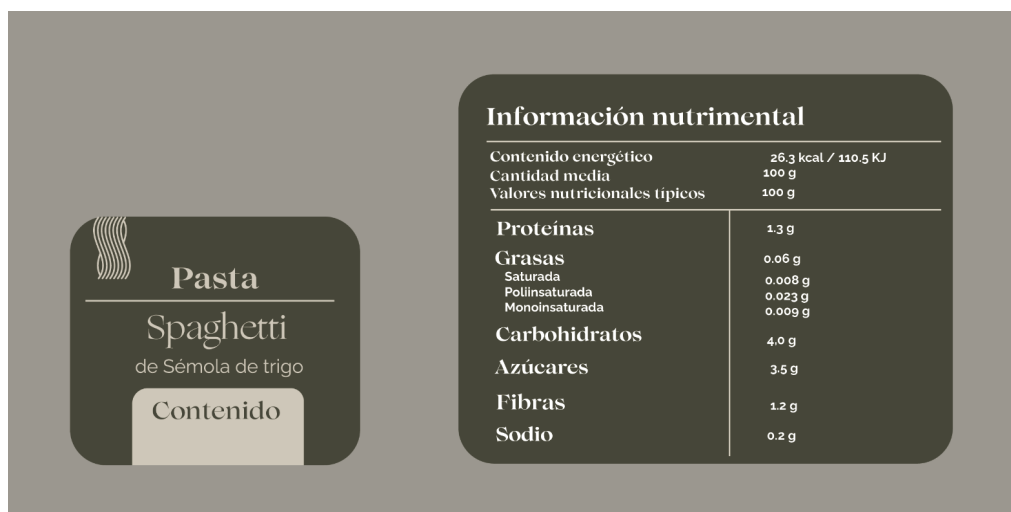 Pasta
Spaghetti
de Sémola de trigo
Contenido
Información nutrimental
Contenido energético 26.3 kcal / 110.5 KJ
Cantidad media 100 g
Valores nutricionales típicos 100 g
Proteínas 1.3 g
Grasas 0.06 g
Saturada 0.008 g
Poliinsaturada 0.023 g
Monoinsaturada 0.009 g
Carbohidratos 4.0 g
Azúcares 3.5 g
Fibras 1.2 g
Sodio 0.2 g